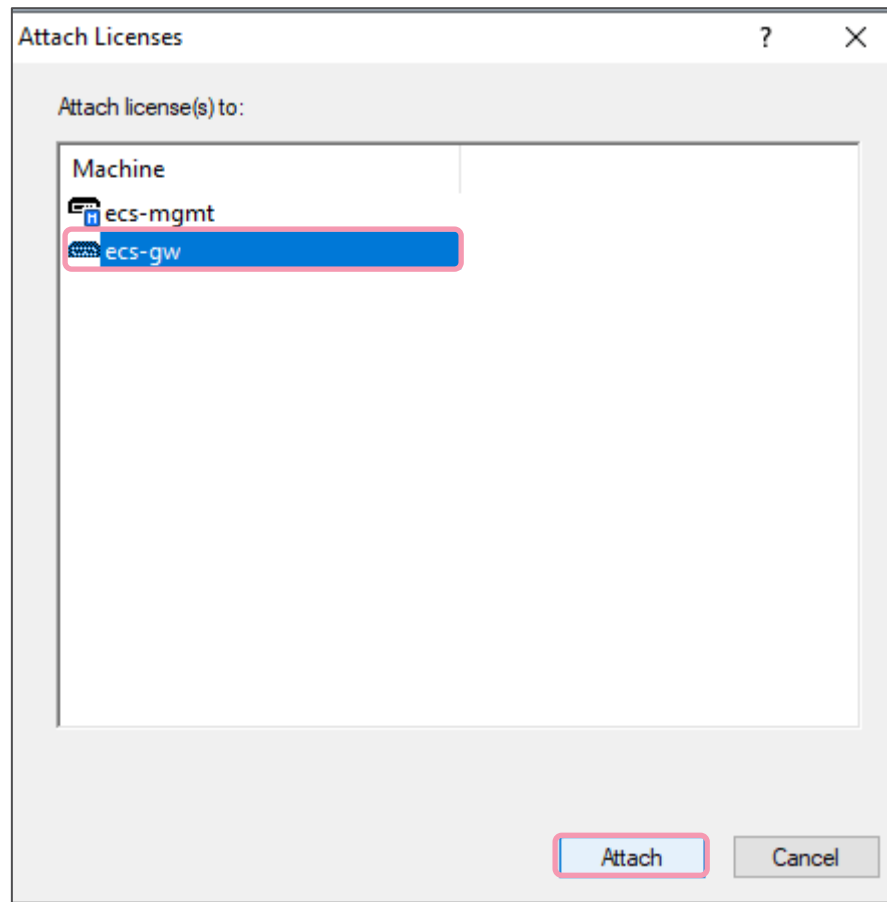 Attach Licenses ?
Attach license(s) to:
Machine
ecs-mgmt
ecs-gw
Attach Cancel